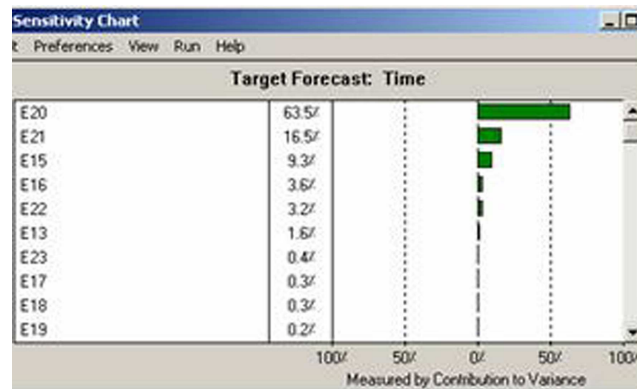 Sensitivity Chart
t Preferences View Run Help
Target Forecast: Time
E20 63.5%
E21 16.5%
E15 9.3%
E16 3.6%
E22 3.2%
E13 1.6%
E23 0.4%
E17 0.3%
E18 0.3%
E19 0.2%
100% 50% 0% 50% 100%
Measured by Contribution to Variance